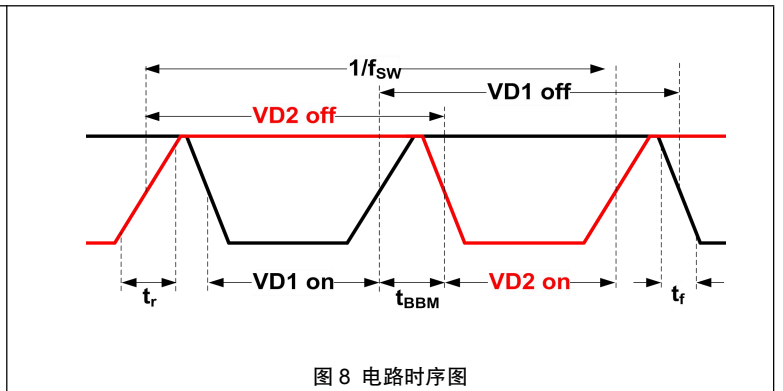 1/fSW
VD1 off
VD2 off
tr
VD1 on
tBBM
VD2 on
tf
图 8 电路时序图